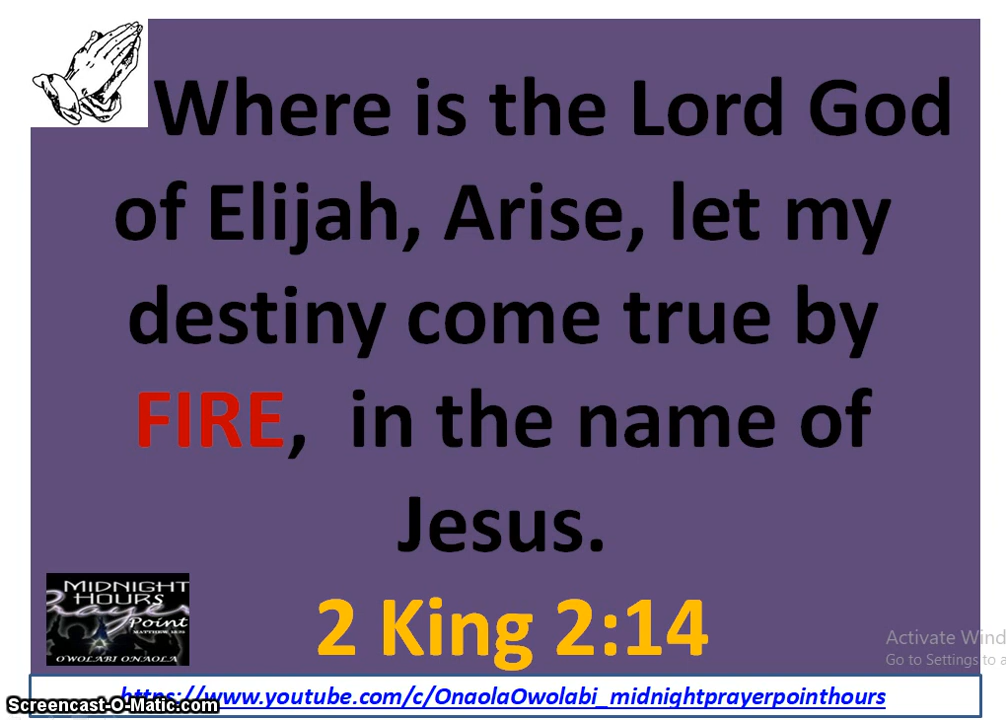 Where is the Lord God
of Elijah, Arise, let my
destiny come true by
FIRE,  in the name of
Jesus.
2 King 2:14
MIDNIGHT
HOURS
Prayer
Point
MATTHEW
OWOLABI ONAOLA
Activate Wind
Go to Settings to a
https://www.youtube.com/c/OnaolaOwolabi_midnightprayerpointhours
Screencast-O-Matic.com